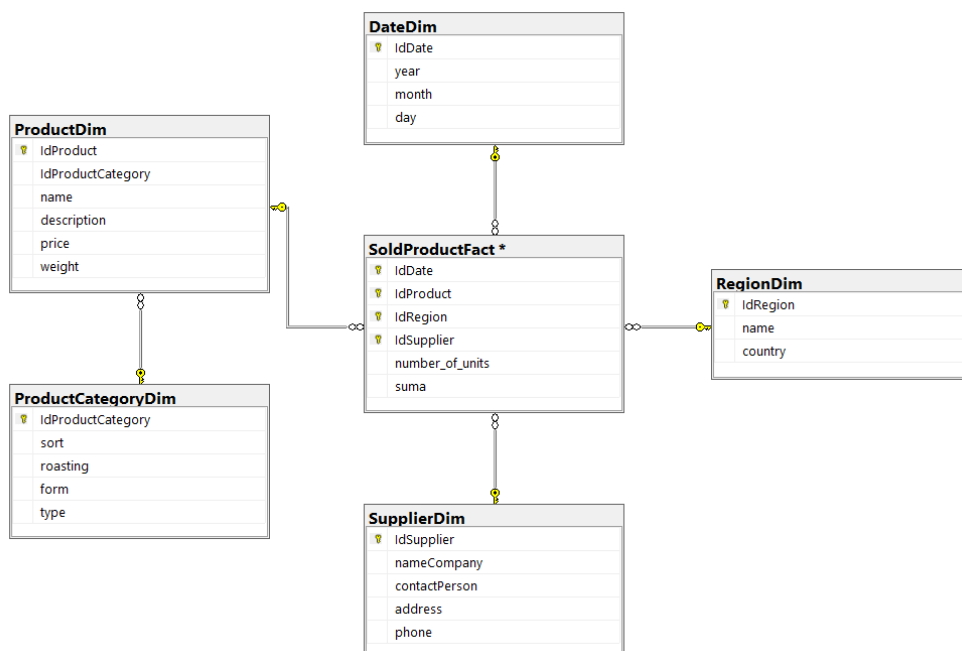 DateDim
IdDate
year
month
day
ProductDim
IdProduct
IdProductCategory
name
description
price
weight
SoldProductFact *
IdDate
IdProduct
IdRegion
IdSupplier
number_of_units
suma
RegionDim
IdRegion
name
country
ProductCategoryDim
IdProductCategory
sort
roasting
form
type
SupplierDim
IdSupplier
nameCompany
contactPerson
address
phone